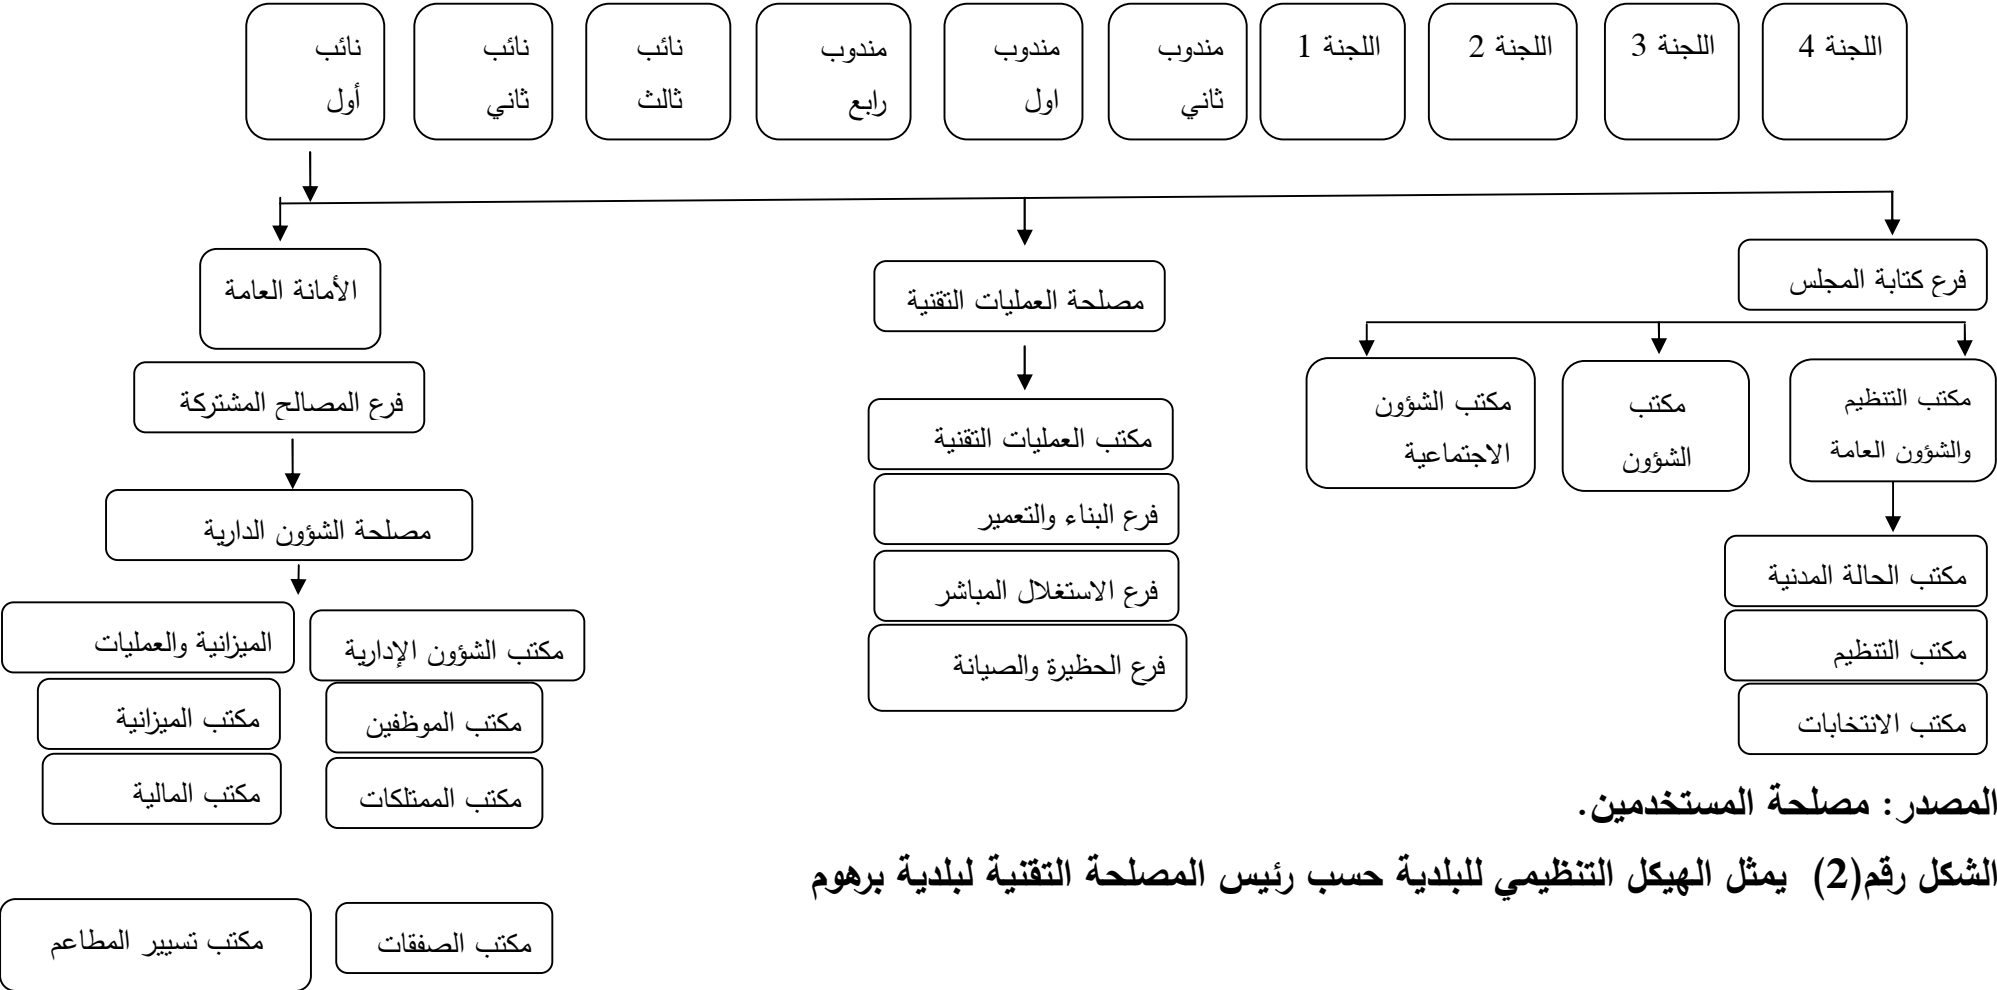 اللجنة 4
اللجنة 3
اللجنة 2
اللجنة 1
مندوب
ثاني
مندوب
اول
مندوب
رابع
نائب
ثالث
نائب
ثاني
نائب
أول
فرع كتابة المجلس
مصلحة العمليات التقنية
الأمانة العامة
مكتب التنظيم
والشؤون العامة
مكتب
الشؤون
مكتب الشؤون
الاجتماعية
مكتب العمليات التقنية
فرع المصالح المشتركة
مكتب الحالة المدنية
مكتب التنظيم
مكتب الانتخابات
فرع البناء والتعمير
فرع الاستغلال المباشر
فرع الحظيرة والصيانة
مصلحة الشؤون الدارية
مكتب الشؤون الإدارية
مكتب الموظفين
مكتب الممتلكات
الميزانية والعمليات
مكتب الميزانية
مكتب المالية
المصدر: مصلحة المستخدمين.
الشكل رقم(2) يمثل الهيكل التنظيمي للبلدية حسب رئيس المصلحة التقنية لبلدية برهوم
مكتب الصفقات
مكتب تسيير المطاعم